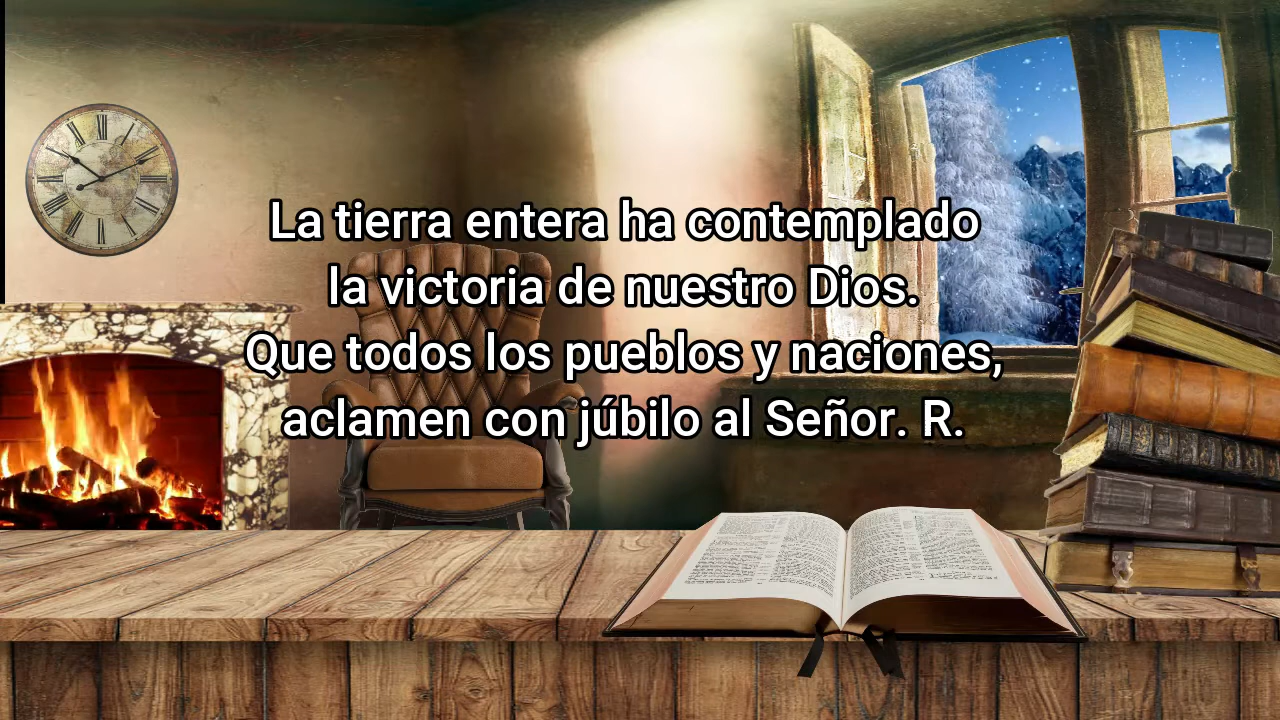 La tierra entera ha contemplado
la victoria de nuestro Dios.
Que todos los pueblos y naciones,
aclamen con júbilo al Señor. R.